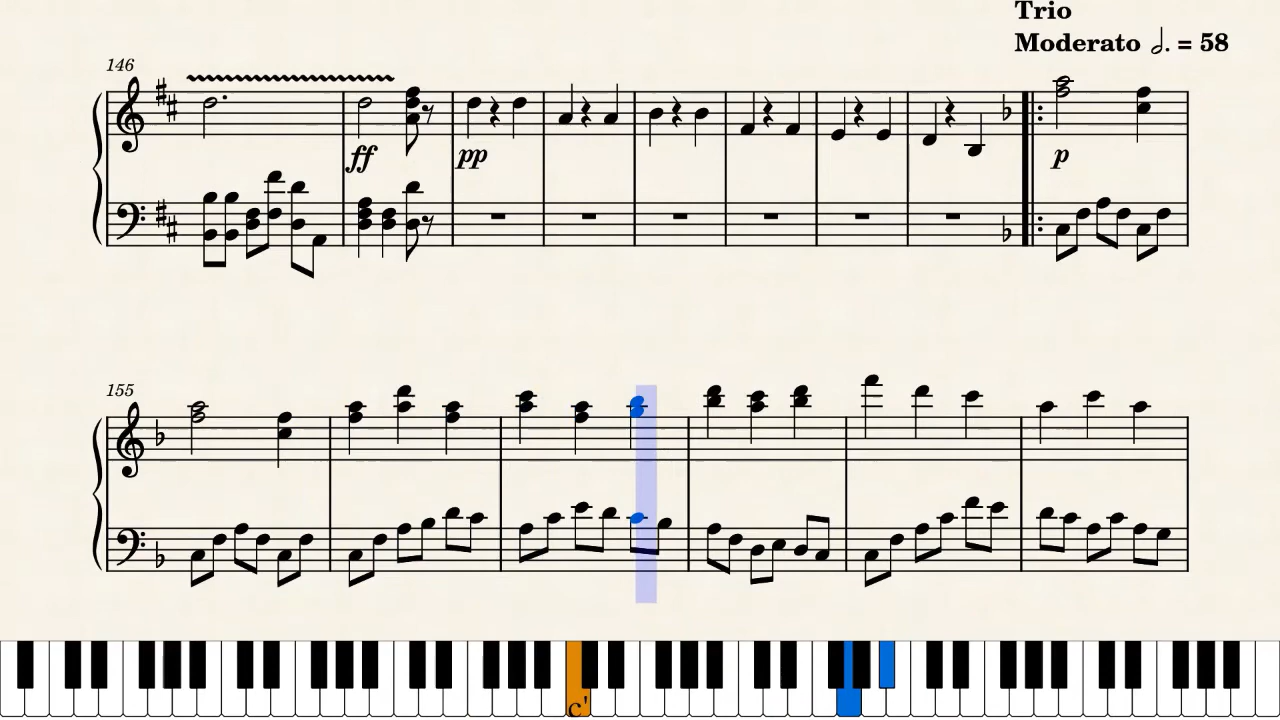 Trio
Moderato 𝅗𝅥. = 58
146
ff
pp
p
155
c'